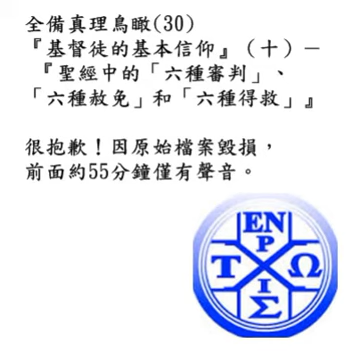 全備真理鳥瞰(30)
『基督徒的基本信仰』（十）－
『聖經中的「六種審判」、
「六種赦免」和「六種得救」』
很抱歉！因原始檔案毀損，
前面約55分鐘僅有聲音。
EN
P
T Ω
I
Σ